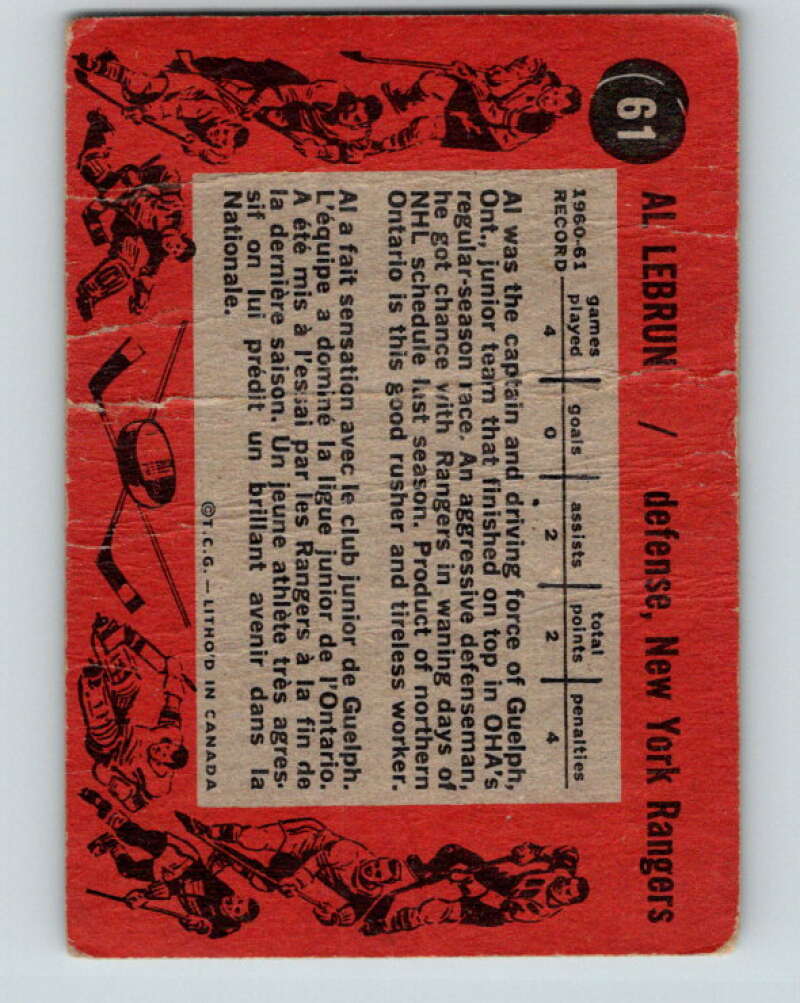 61
AL LEBRUN / defense, New York Rangers
1960-61 games total
RECORD played goals assists points penalties
4 0 2 2 4
Al was the captain and driving force of Guelph,
Ont., junior team that finished on top in OHA's
regular-season race. An aggressive defenseman,
he got chance with Rangers in waning days of
NHL schedule last season. Product of northern
Ontario is this good rusher and tireless worker.
Al a fait sensation avec le club junior de Guelph.
L'équipe a dominé la ligue junior de l'Ontario.
A été mis à l'essai par les Rangers à la fin de
la dernière saison. Un jeune athlète très agres-
sif on lui prédit un brillant avenir dans la
Nationale.
©T.C.G. — LITHO'D IN CANADA